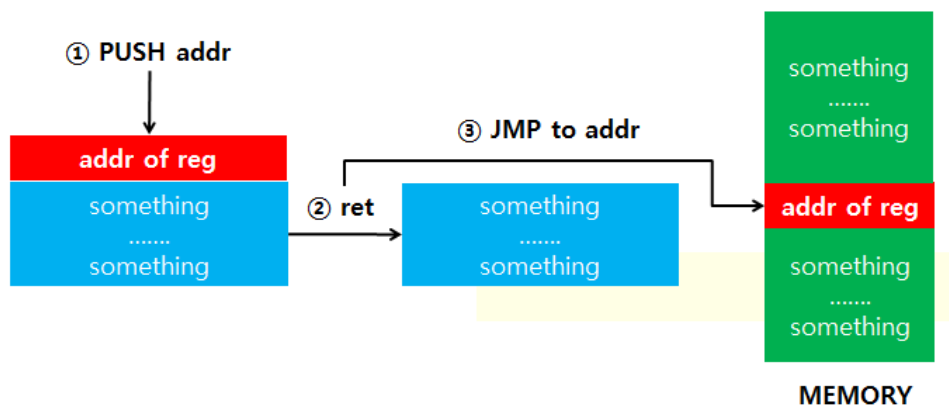 ① PUSH addr
addr of reg
something
.......
something
② ret
③ JMP to addr
something
.......
something
something
.......
something
addr of reg
something
.......
something
MEMORY